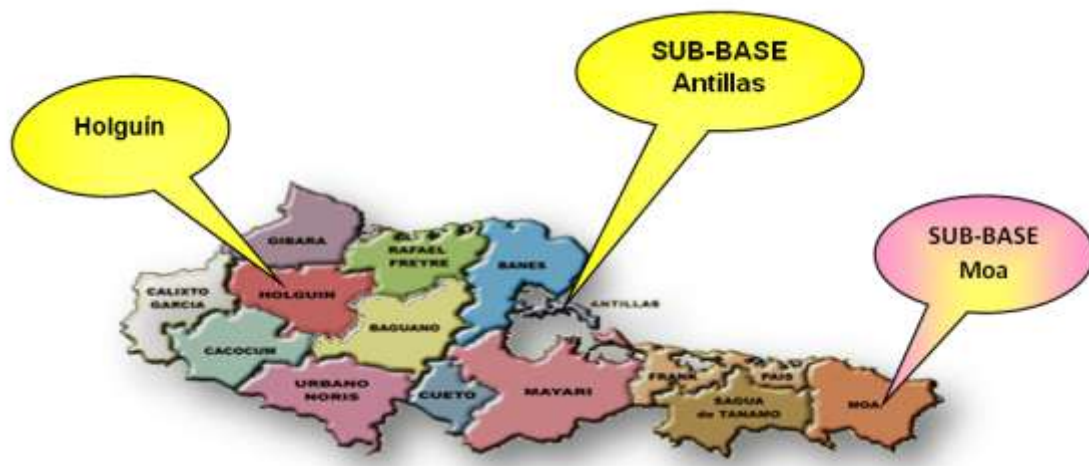 SUB-BASE
Antillas
Holguín
SUB-BASE
Moa
GIBARA
RAFAEL
FREYRE
BANES
CALIXTO
GARCIA
HOLGUIN
ANTILLAS
BAGUANO
CACOCUM
URBANO
NORIS
CUETO
MAYARI
FRANK
PAIS
SAGUA
de TANAMO
MOA